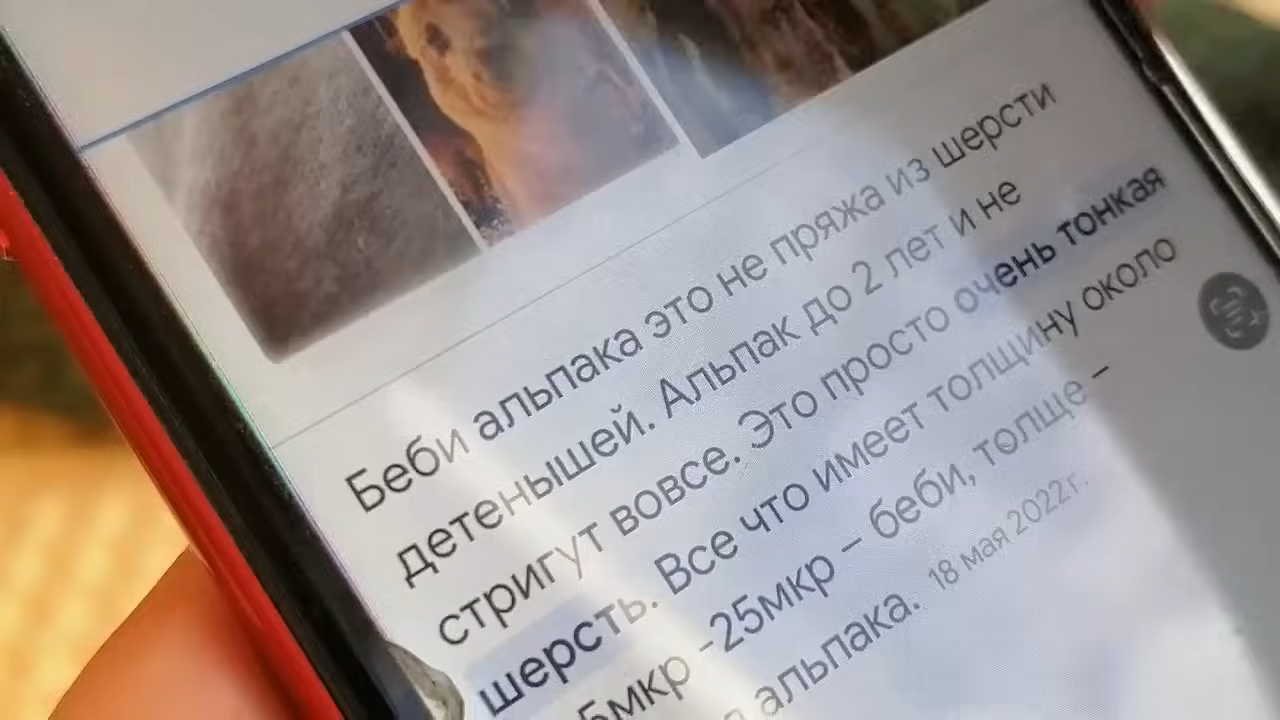 Беби альпака это не пряжа из шерсти
детенышей. Альпак до 2 лет и не
стригут вовсе. Это просто очень тонкая
шерсть. Все что имеет толщину около
5мкр -25мкр – беби, толще –
альпака. 18 мая 2022 г.